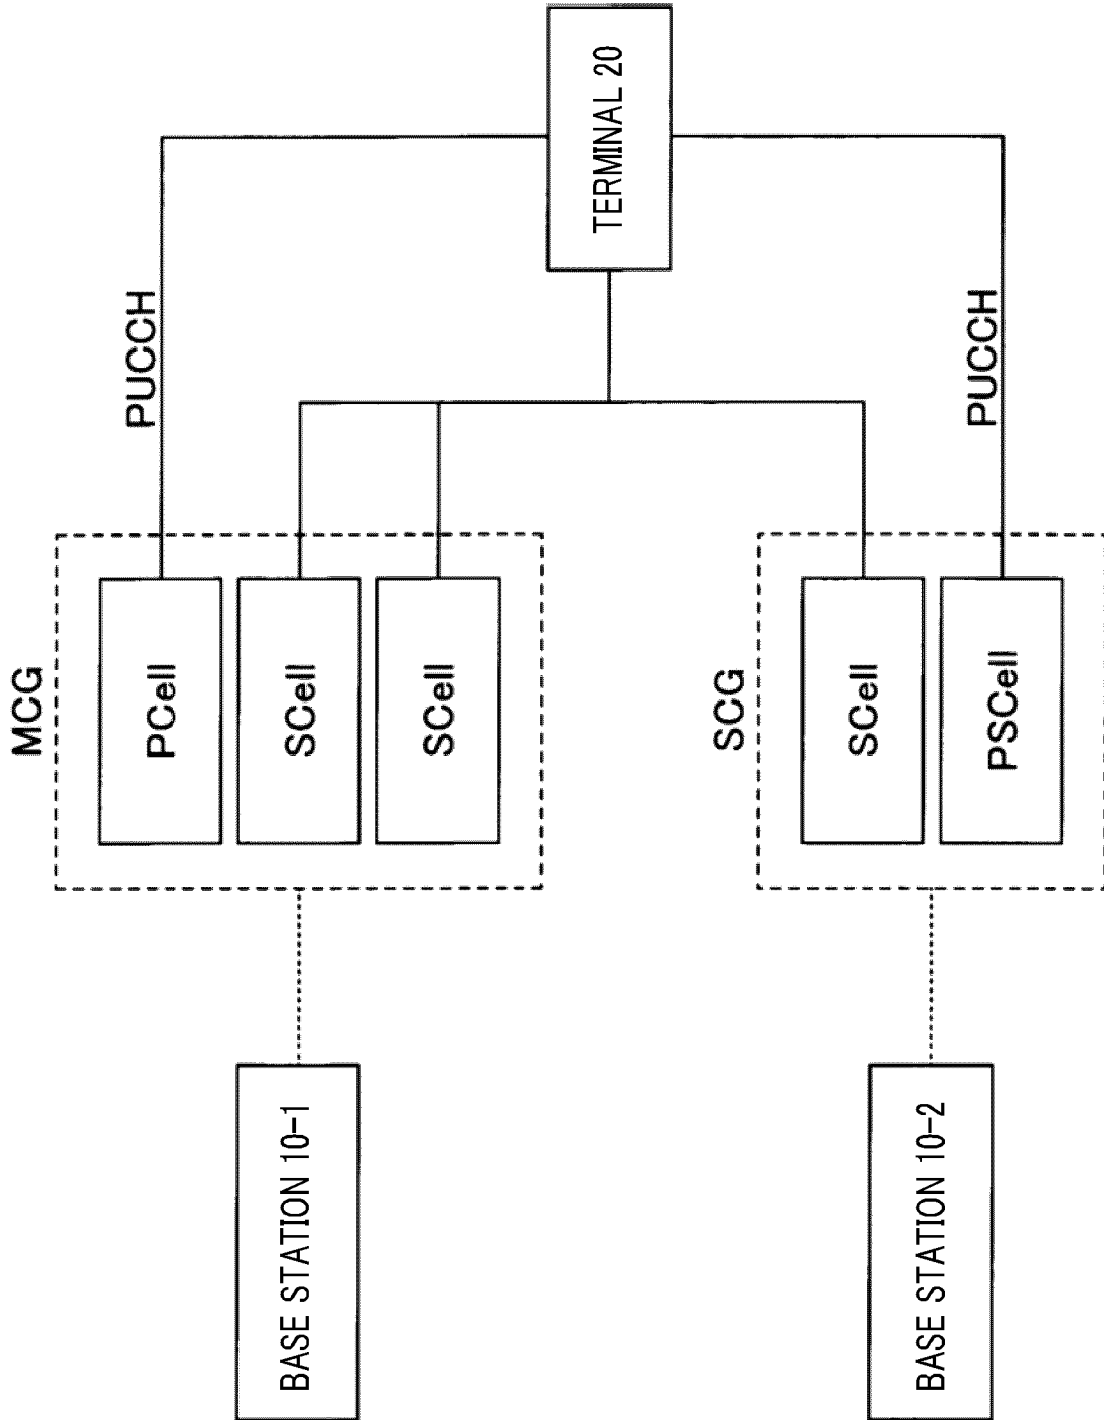 MCG
PCell
SCell
SCell
BASE STATION 10-1
PUCCH
TERMINAL 20
SCG
SCell
PSCell
BASE STATION 10-2
PUCCH